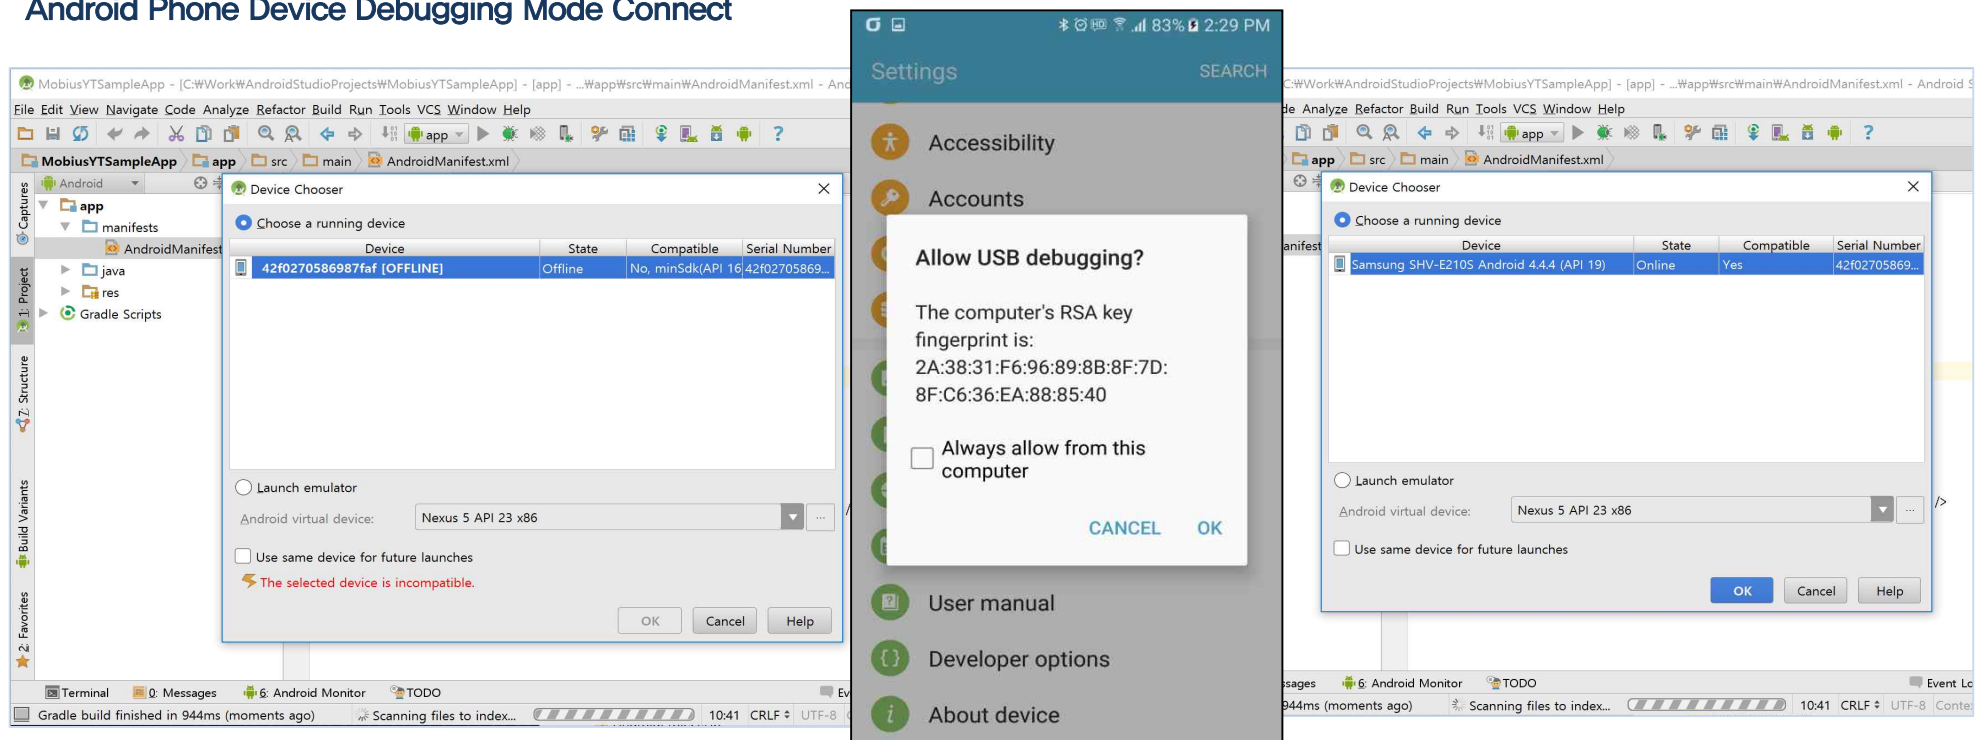 Android Phone Device Debugging Mode Connect
MobiusYTSampleApp - [C:₩Work₩AndroidStudioProjects₩MobiusYTSampleApp] - [app] - ...₩app₩src₩main₩AndroidManifest.xml - And
File Edit View Navigate Code Analyze Refactor Build Run Tools VCS Window Help
app
MobiusYTSampleApp app src main AndroidManifest.xml
Captures
1: Project
7: Structure
Build Variants
2: Favorites
Android
app
manifests
AndroidManifest
java
res
Gradle Scripts
Device Chooser
Choose a running device
Device State Compatible Serial Number
42f0270586987faf [OFFLINE] Offline No, minSdk(API 16 42f02705869...
Launch emulator
Android virtual device: Nexus 5 API 23 x86 ...
Use same device for future launches
The selected device is incompatible.
OK Cancel Help
/
Terminal 0: Messages 6: Android Monitor TODO Ev
Gradle build finished in 944ms (moments ago) Scanning files to index... 10:41 CRLF UTF-8
HD 83% 2:29 PM
Settings SEARCH
Accessibility
Accounts
Allow USB debugging?
The computer's RSA key
fingerprint is:
2A:38:31:F6:96:89:8B:8F:7D:
8F:C6:36:EA:88:85:40
Always allow from this
computer
CANCEL OK
User manual
Developer options
About device
C:₩Work₩AndroidStudioProjects₩MobiusYTSampleApp] - [app] - ...₩app₩src₩main₩AndroidManifest.xml - Android S
de Analyze Refactor Build Run Tools VCS Window Help
app
app src main AndroidManifest.xml
anifest
Device Chooser
Choose a running device
Device State Compatible Serial Number
Samsung SHV-E210S Android 4.4.4 (API 19) Online Yes 42f02705869...
Launch emulator
Android virtual device: Nexus 5 API 23 x86 ...
/>
Use same device for future launches
OK Cancel Help
ssages 6: Android Monitor TODO Event Lo
944ms (moments ago) Scanning files to index... 10:41 CRLF UTF-8 Conte